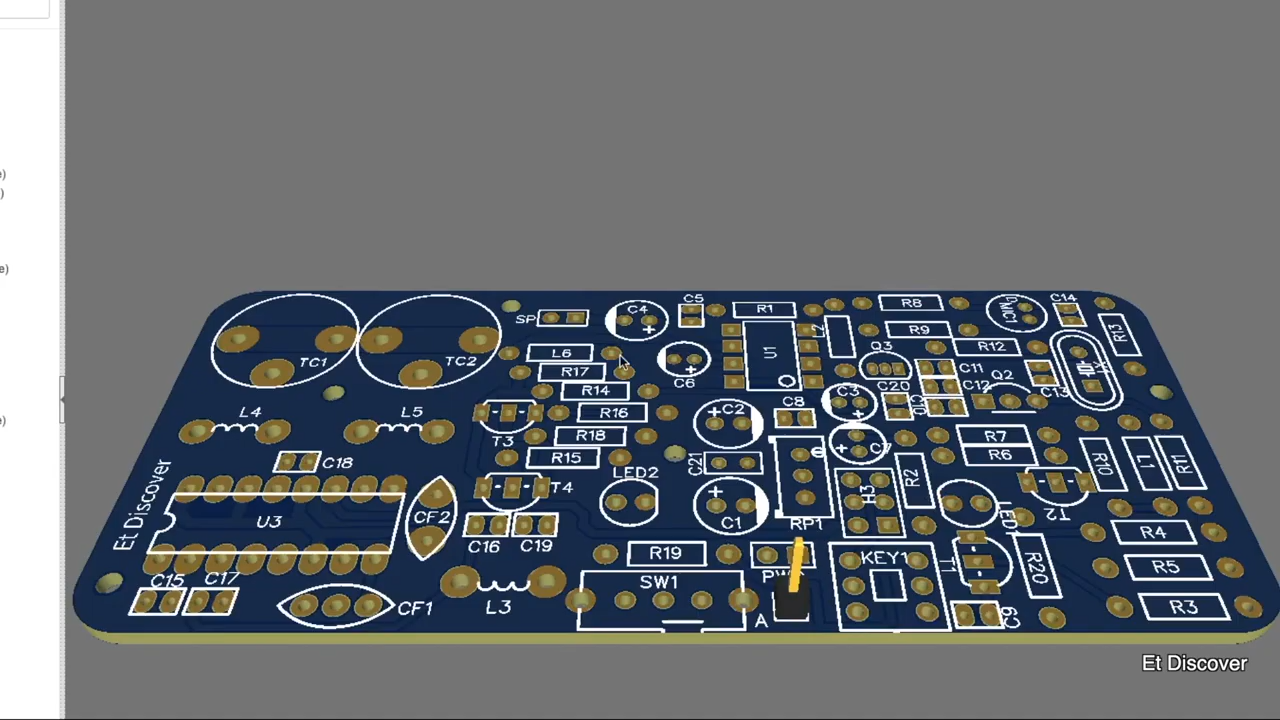 e)
)
e)
e)
C4
C5
R1
R8
MIC
C14
SP
TC1
TC2
L6
R17
R14
R16
R18
R15
C6
U1
R9
R12
R13
Q3
C11
C12
C20
Q2
C13
C3
C8
C2
C7
L4
L5
T3
C18
LED2
C21
R7
R6
R10
L1
R11
R2
T4
Et Discover
U3
CF2
C16
C19
C1
RP1
T2
R4
R19
KEY1
T1
R20
R5
C15
C17
CF1
L3
SW1
A
R3
Et Discover